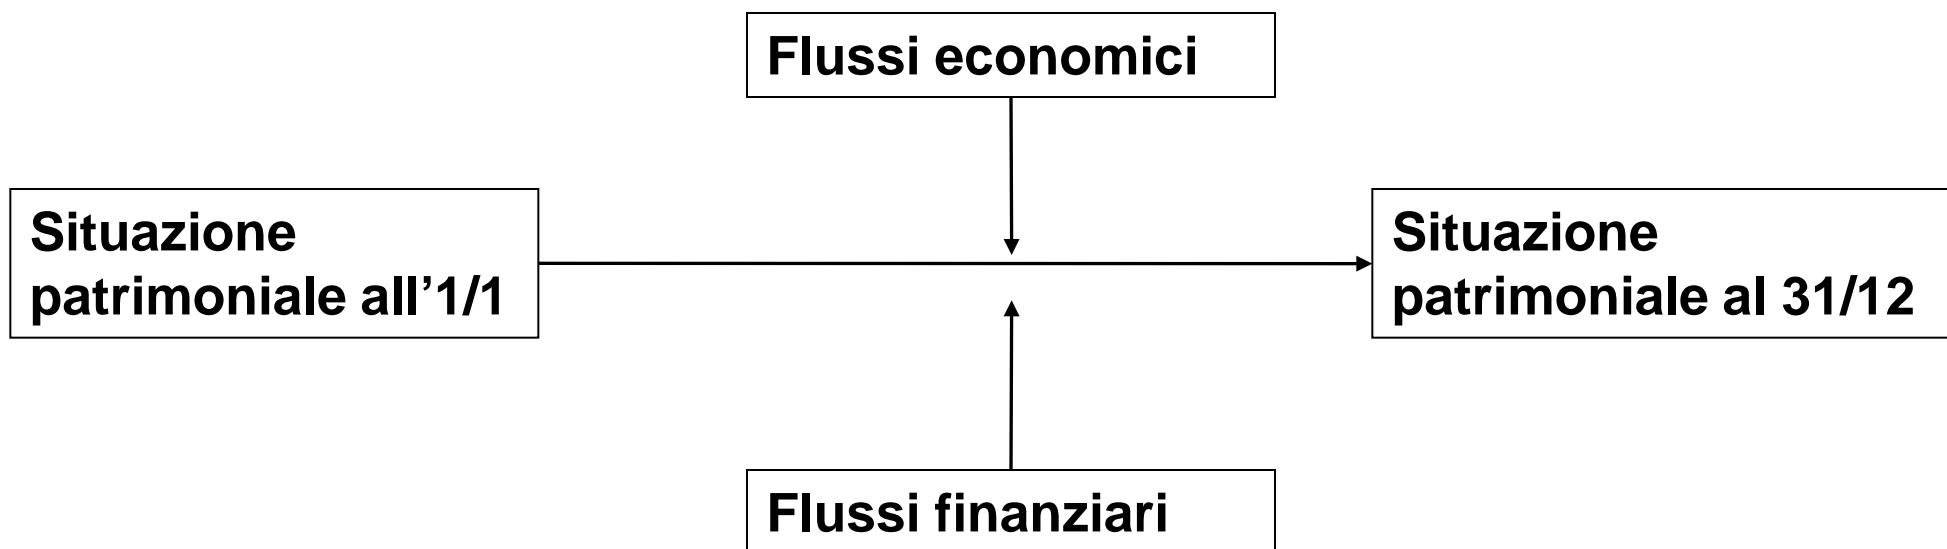 Flussi economici
Situazione
patrimoniale all’1/1
Situazione
patrimoniale al 31/12
Flussi finanziari